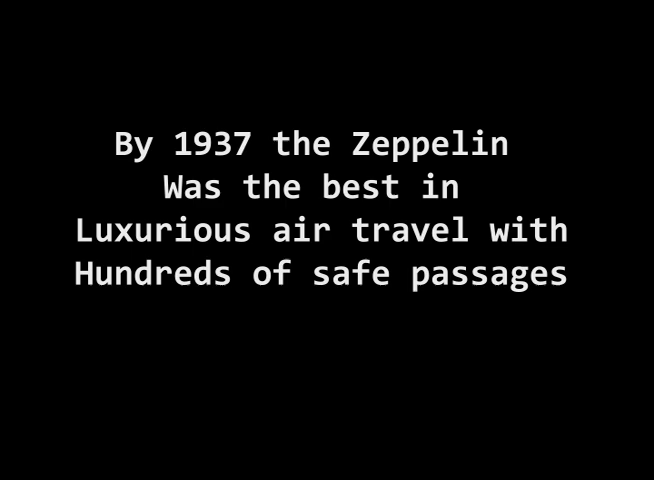 By 1937 the Zeppelin
Was the best in
Luxurious air travel with
Hundreds of safe passages